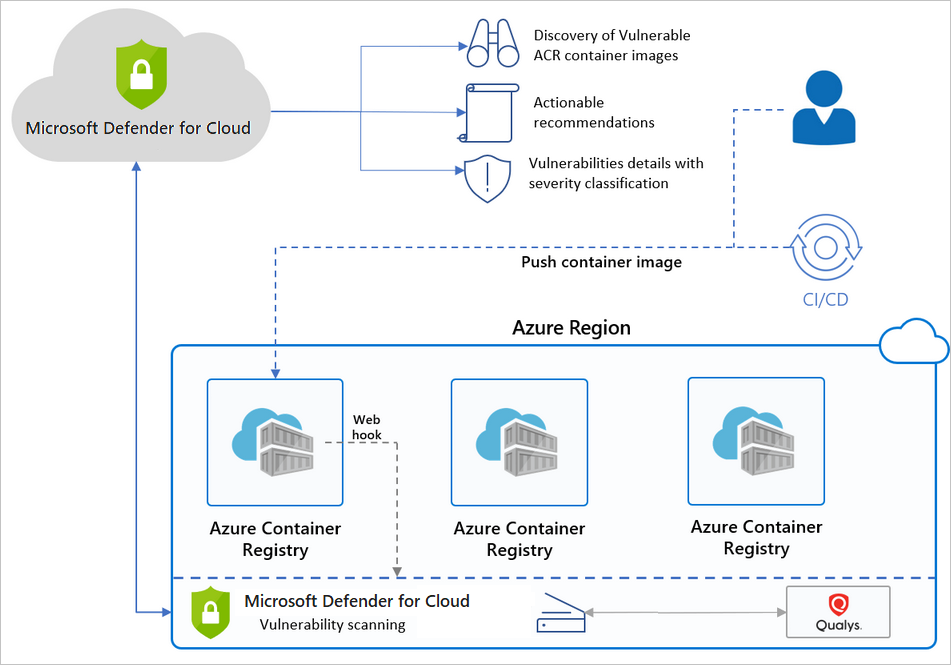 Microsoft Defender for Cloud
Discovery of Vulnerable
ACR container images
Actionable
recommendations
Vulnerabilities details with
severity classification
Push container image
CI/CD
Azure Region
Web
hook
Azure Container
Registry
Azure Container
Registry
Azure Container
Registry
Microsoft Defender for Cloud
Vulnerability scanning
Qualys.